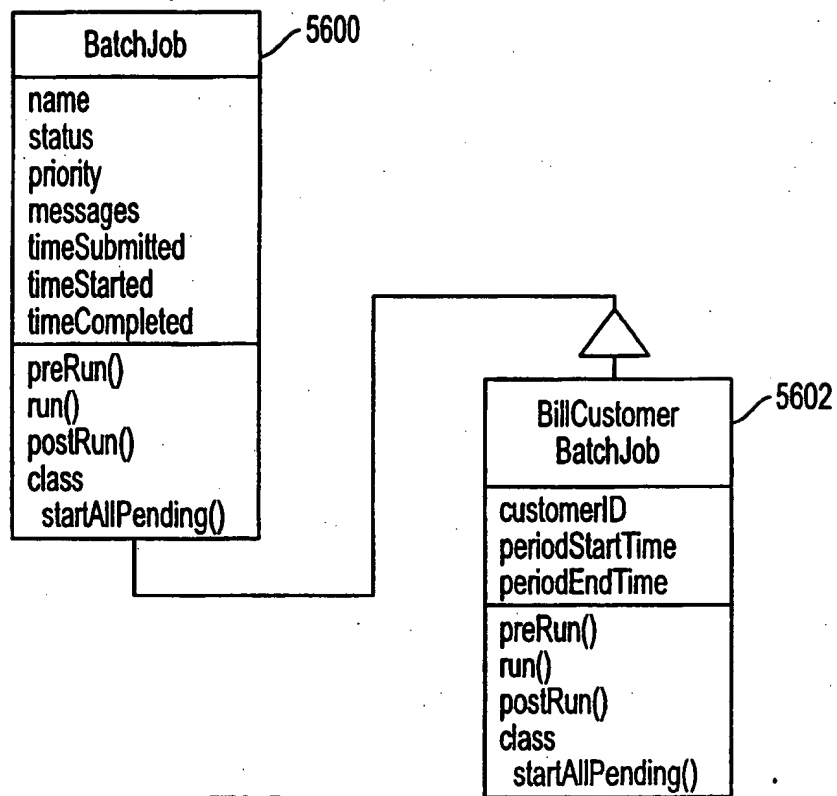 BatchJob
5600
name
status
priority
messages
timeSubmitted
timeStarted
timeCompleted
preRun()
run()
postRun()
class
startAllPending()
BillCustomer
BatchJob
5602
customerID
periodStartTime
periodEndTime
preRun()
run()
postRun()
class
startAllPending()